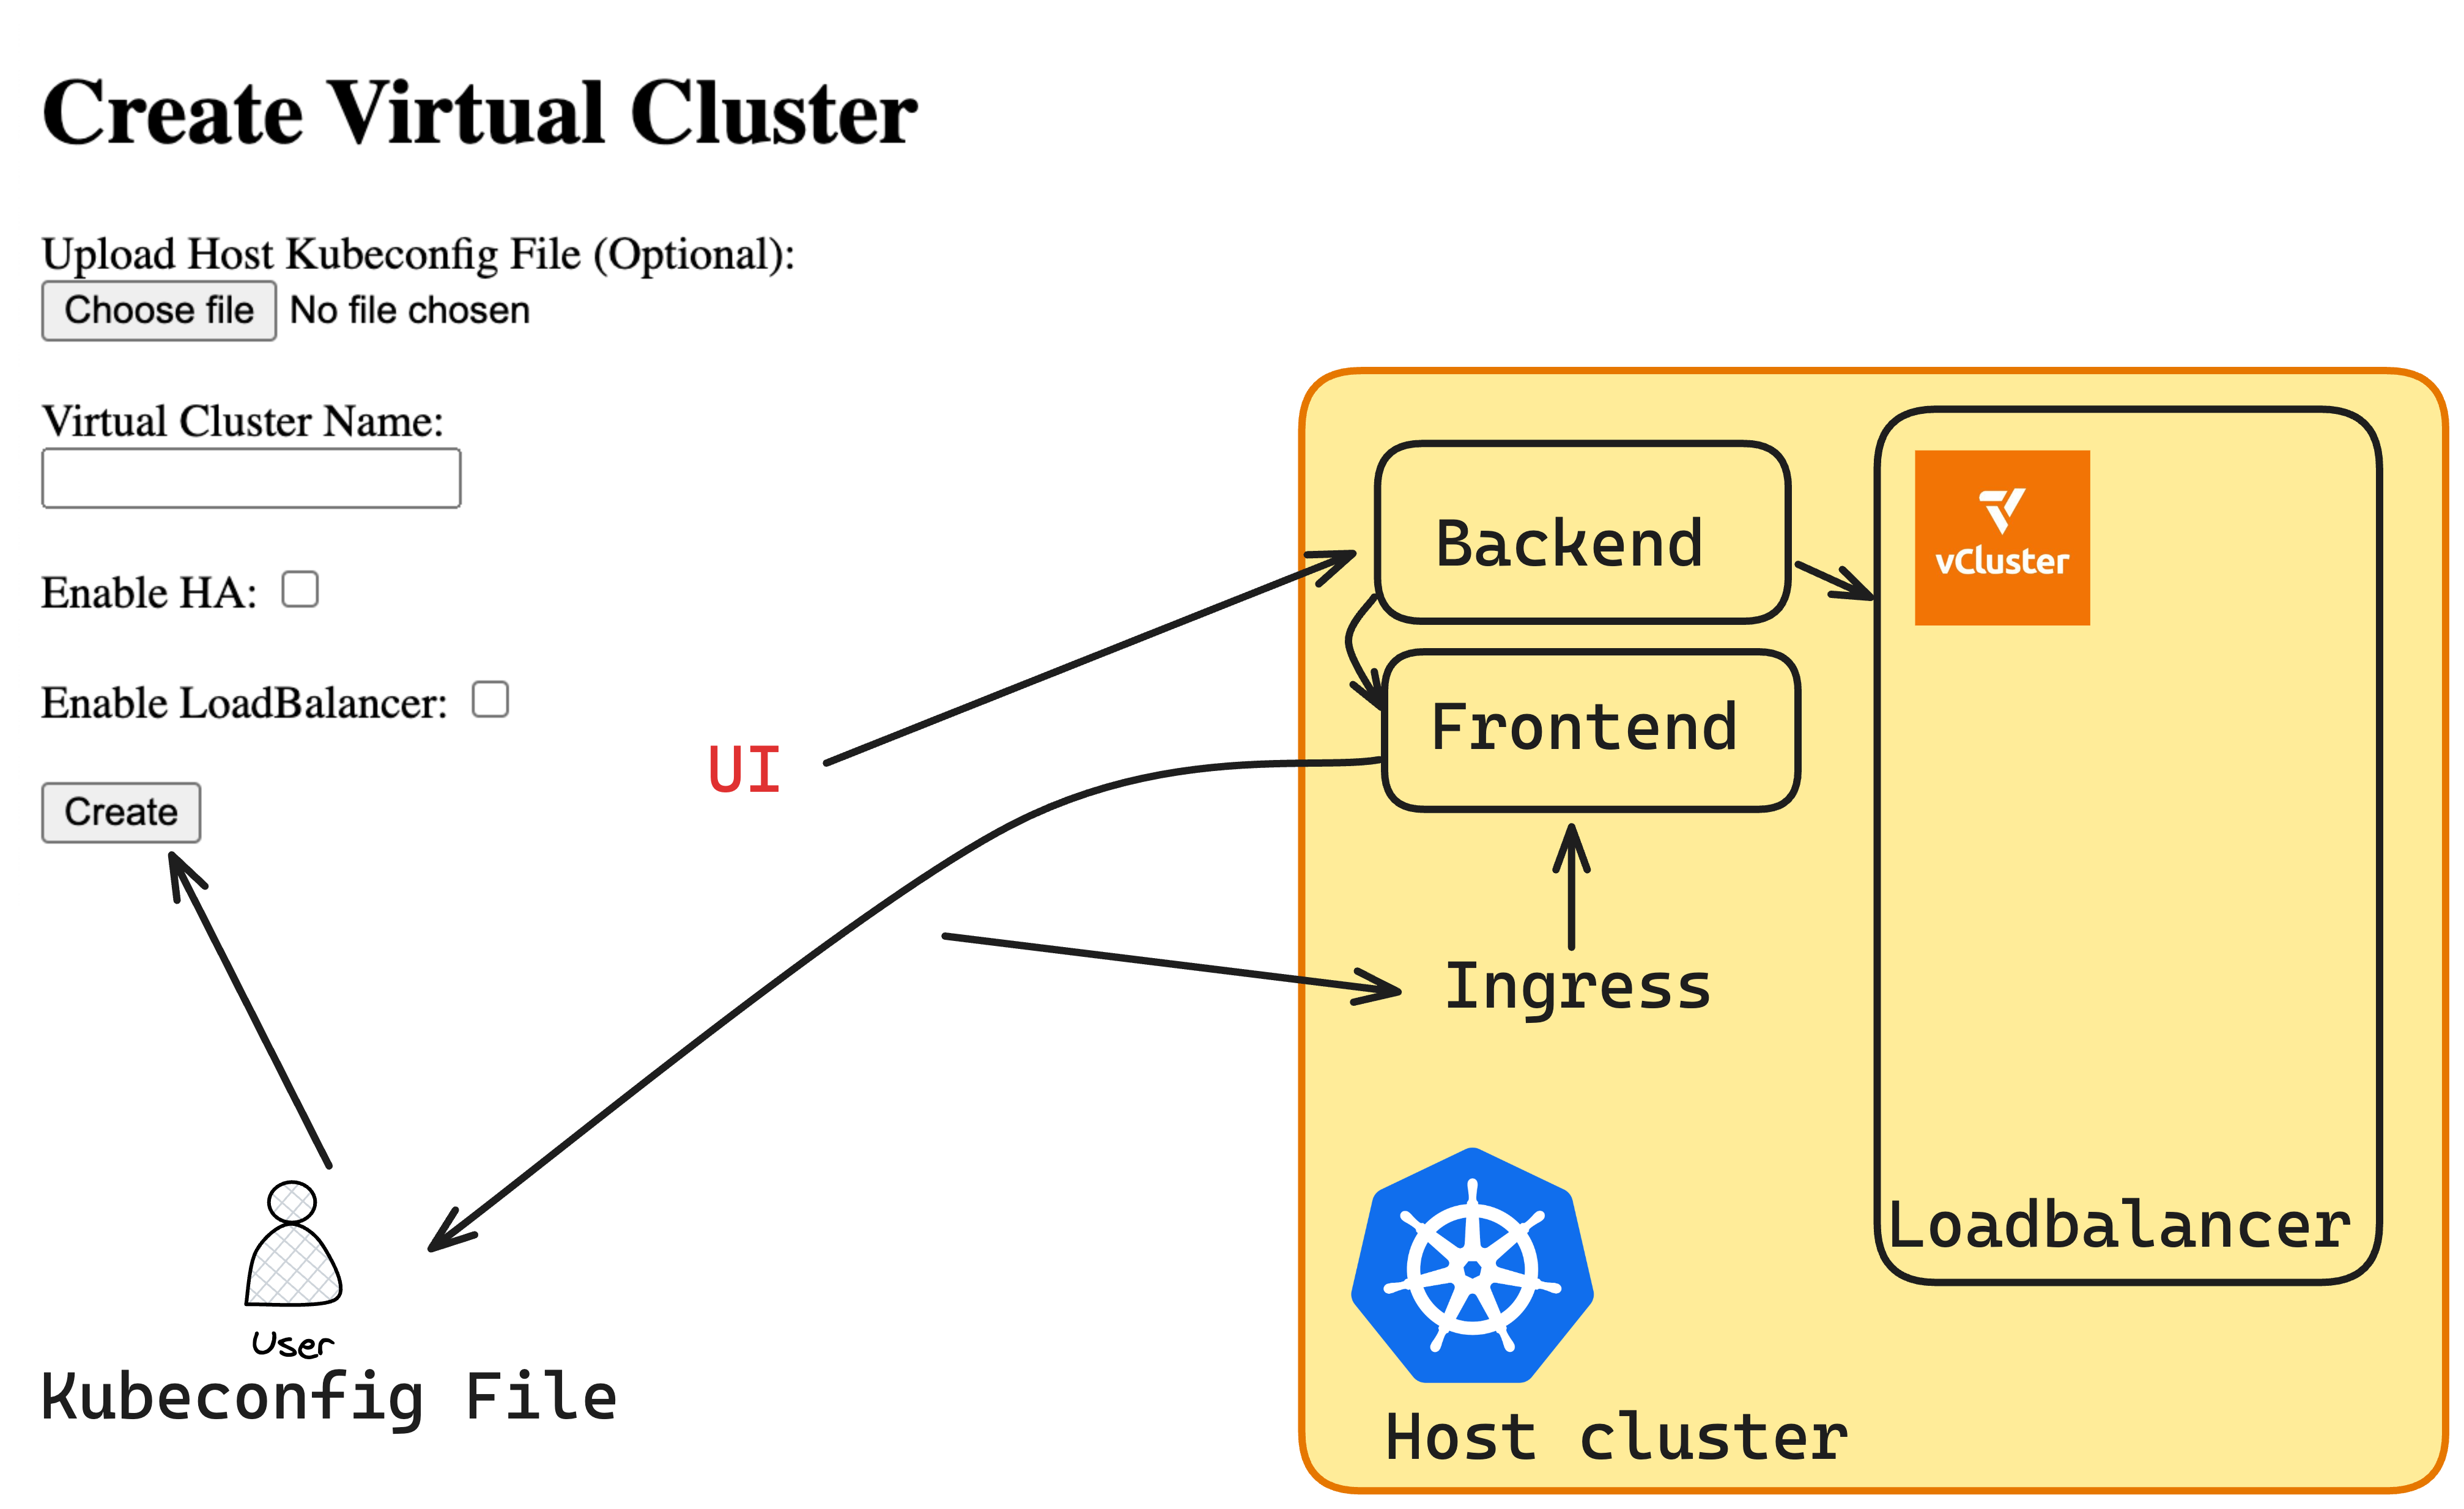 Create Virtual Cluster
Upload Host Kubeconfig File (Optional):
Choose file No file chosen
Virtual Cluster Name:
Enable HA:
Enable LoadBalancer:
Create
UI
User
Kubeconfig File
Backend
Frontend
Ingress
Host cluster
vCluster
Loadbalancer